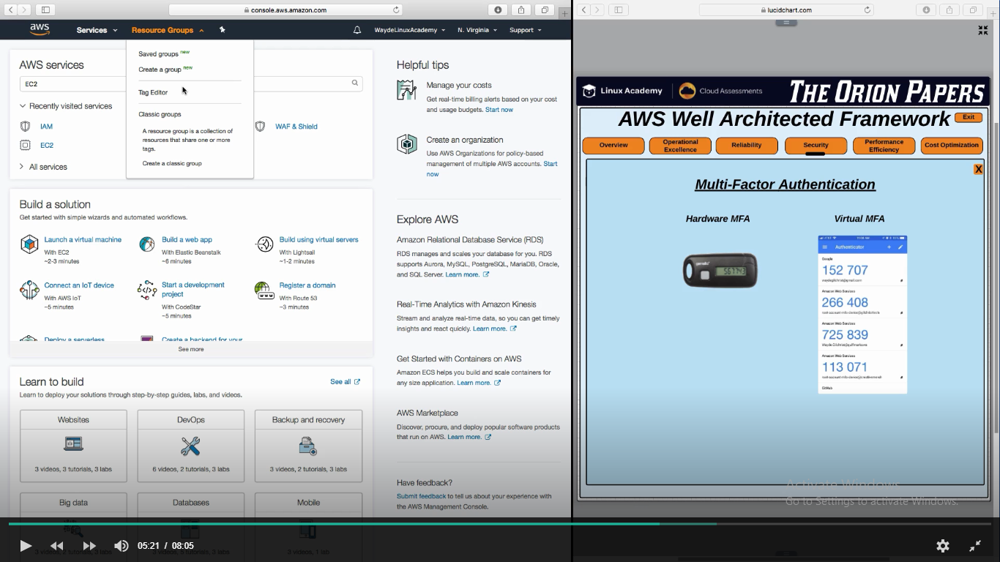 console.aws.amazon.com
aws
Services
Resource Groups
WaydeLinuxAcademy
N. Virginia
Support
Saved groups new
Create a group new
Tag Editor
Classic groups
A resource group is a collection of
resources that share one or more
tags.
Create a classic group
AWS services
EC2
Recently visited services
IAM
WAF & Shield
EC2
All services
Build a solution
Get started with simple wizards and automated workflows.
Launch a virtual machine
With EC2
~2-3 minutes
Build a web app
With Elastic Beanstalk
~6 minutes
Build using virtual servers
With Lightsail
~1-2 minutes
Connect an IoT device
With AWS IoT
~5 minutes
Start a development
project
With CodeStar
~5 minutes
Register a domain
With Route 53
~3 minutes
Deploy a serverless
Create a backend for your
See more
Learn to build
See all
Learn to deploy your solutions through step-by-step guides, labs, and videos.
Websites
3 videos, 3 tutorials, 3 labs
DevOps
6 videos, 2 tutorials, 3 labs
Backup and recovery
3 videos, 2 tutorials, 3 labs
Big data
Databases
Mobile
3 videos, 1 lab
Helpful tips
Manage your costs
Get real-time billing alerts based on your cost
and usage budgets. Start now
Create an organization
Use AWS Organizations for policy-based
management of multiple AWS accounts. Start
now
Explore AWS
Amazon Relational Database Service (RDS)
RDS manages and scales your database for you. RDS
supports Aurora, MySQL, PostgreSQL, MariaDB, Oracle,
and SQL Server. Learn more.
Real-Time Analytics with Amazon Kinesis
Stream and analyze real-time data, so you can get timely
insights and react quickly. Learn more.
Get Started with Containers on AWS
Amazon ECS helps you build and scale containers for
any size application. Learn more.
AWS Marketplace
Discover, procure, and deploy popular software products
that run on AWS. Learn more.
Have feedback?
Submit feedback to tell us about your experience with
the AWS Management Console.
lucidchart.com
Linux Academy
Cloud Assessments
THE ORION PAPERS
AWS Well Architected Framework
Exit
Overview
Operational
Excellence
Reliability
Security
Performance
Efficiency
Cost Optimization
X
Multi-Factor Authentication
Hardware MFA
Virtual MFA
Authenticator
Google
152 707
Amazon Web Services
266 408
Amazon Web Services
725 839
Amazon Web Services
113 071
GitHub
Activate Windows
Go to Settings to activate Windows.
05:21 / 08:05